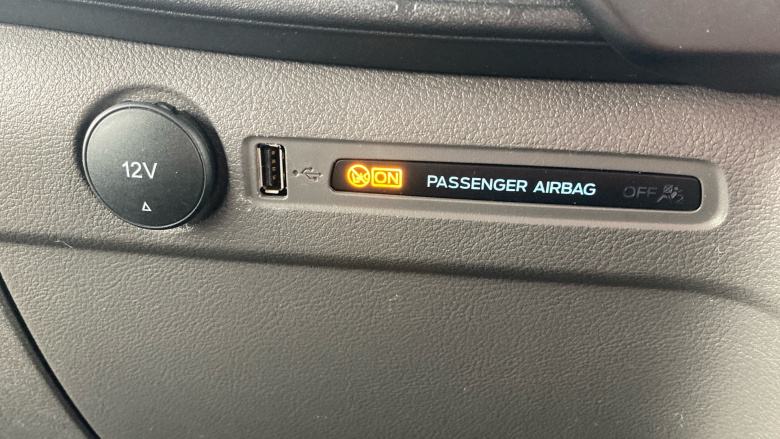 12V
ON PASSENGER AIRBAG OFF